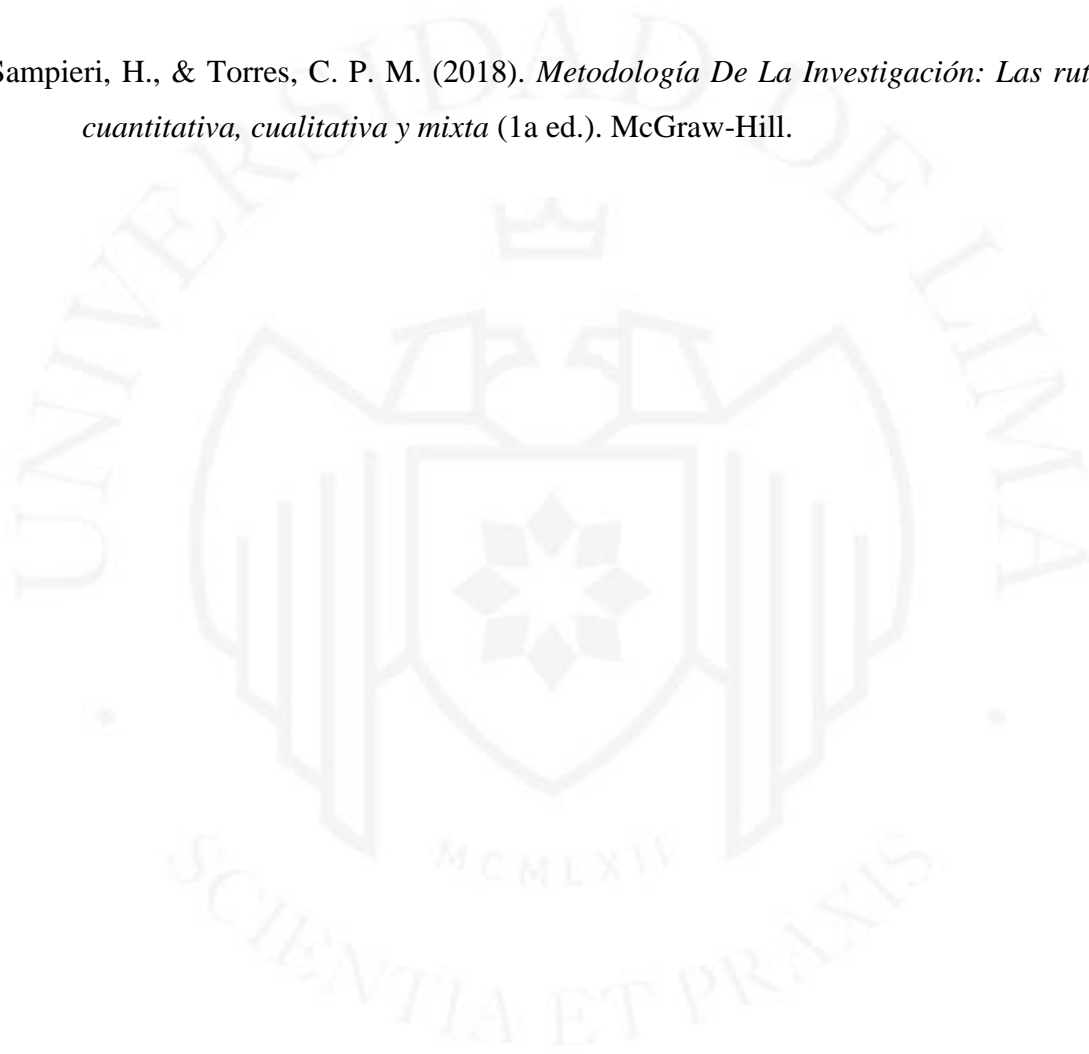 Sampieri, H., & Torres, C. P. M. (2018). Metodología De La Investigación: Las rut
cuantitativa, cualitativa y mixta (1a ed.). McGraw-Hill.
UNIVERSIDAD DE LIMA
MCMLXII
SCIENTIA ET PRAXIS